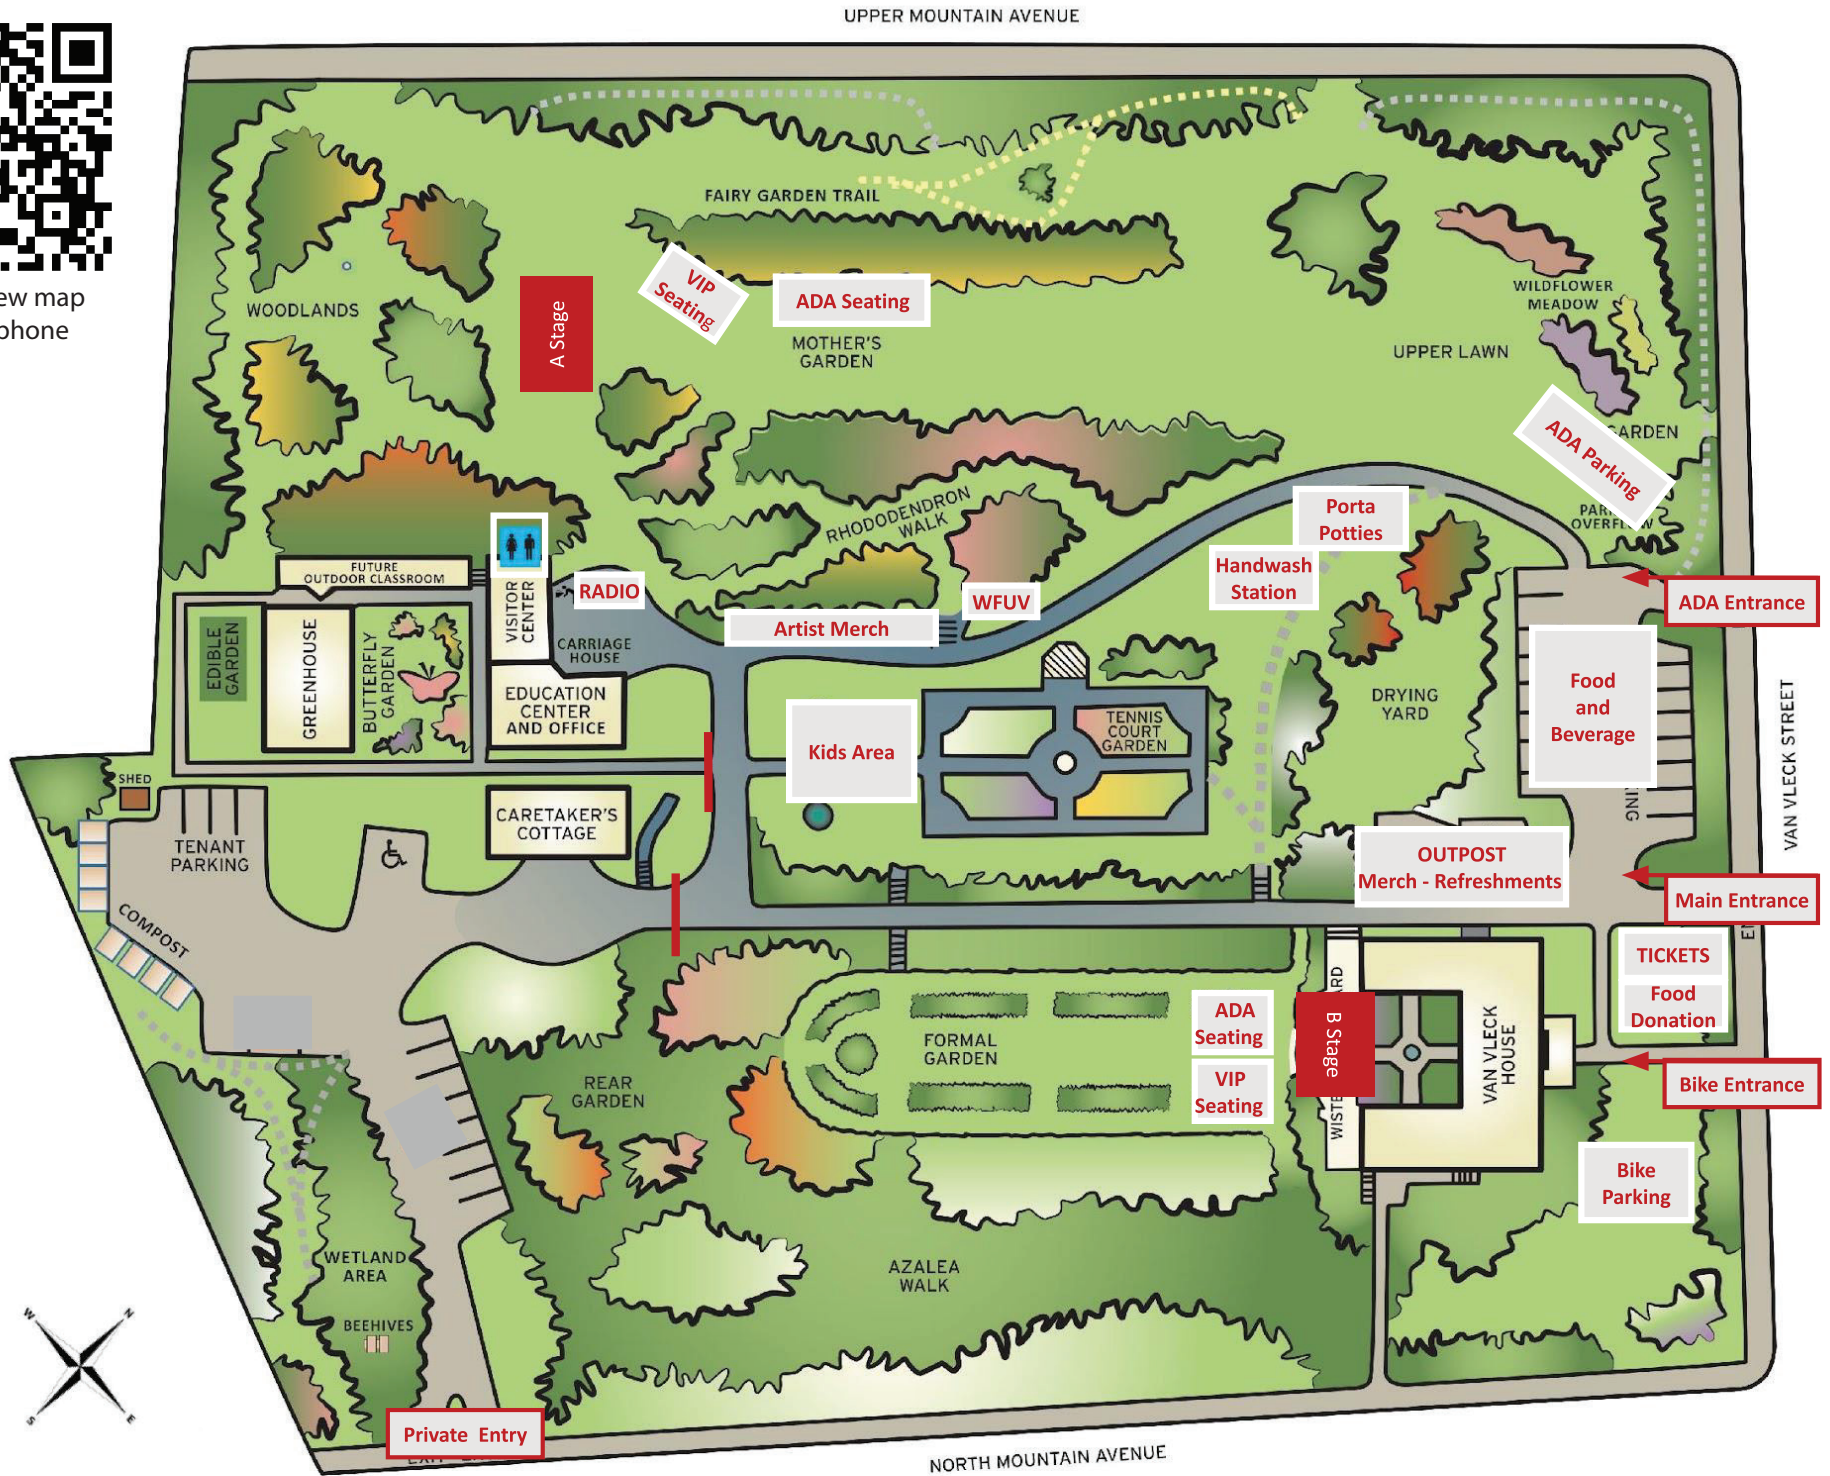 UPPER MOUNTAIN AVENUE
ew map
phone
FAIRY GARDEN TRAIL
WOODLANDS
A Stage
VIP
Seating
ADA Seating
MOTHER'S
GARDEN
WILDFLOWER
MEADOW
UPPER LAWN
ADA Parking
GARDEN
OVERFLOW
RHODODENDRON
WALK
Porta
Potties
Handwash
Station
FUTURE
OUTDOOR CLASSROOM
VISITOR
CENTER
RADIO
WFUV
Artist Merch
CARRIAGE
HOUSE
ADA Entrance
EDIBLE
GARDEN
GREENHOUSE
BUTTERFLY
GARDEN
EDUCATION
CENTER
AND OFFICE
Kids Area
TENNIS
COURT
GARDEN
DRYING
YARD
Food
and
Beverage
KING
VAN VLECK STREET
SHED
TENANT
PARKING
CARETAKER'S
COTTAGE
OUTPOST
Merch - Refreshments
Main Entrance
COMPOST
TICKETS
Food
Donation
ADA
Seating
VIP
Seating
B Stage
WISTE
ARD
VAN VLECK
HOUSE
FORMAL
GARDEN
REAR
GARDEN
Bike Entrance
Bike
Parking
AZALEA
WALK
WETLAND
AREA
BEEHIVES
W
N
S
E
Private Entry
NORTH MOUNTAIN AVENUE